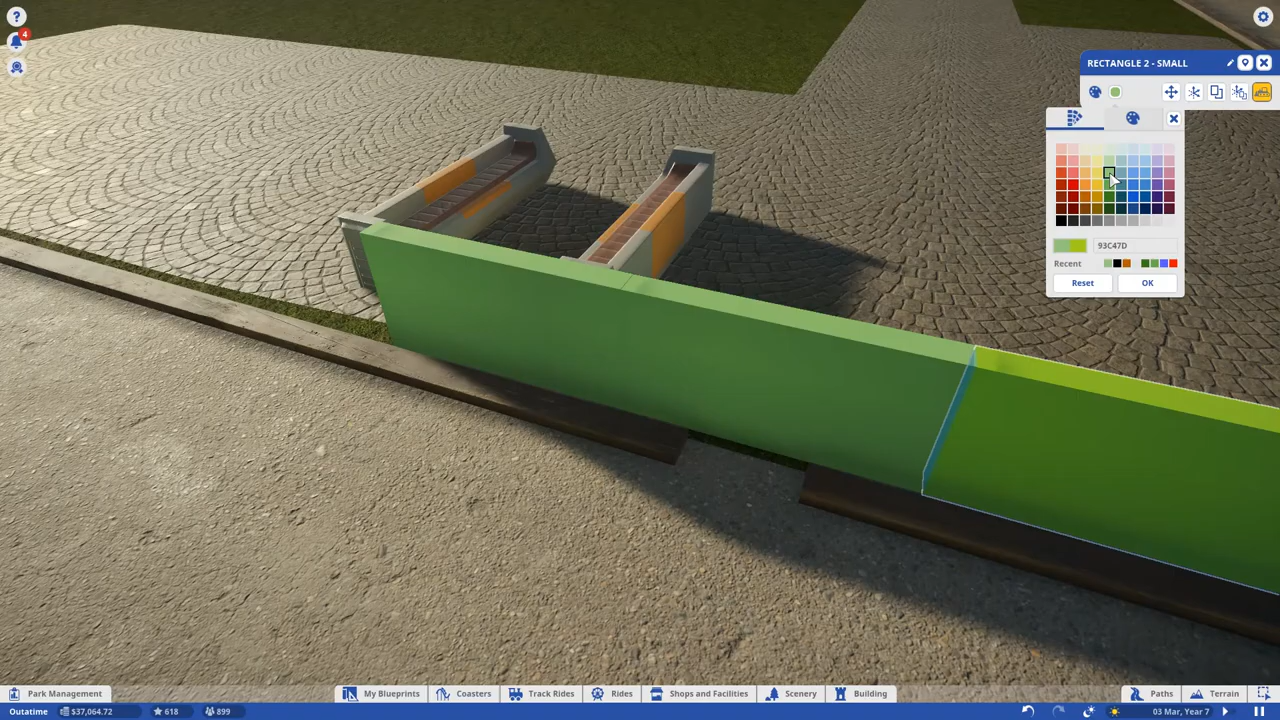 ?
4
RECTANGLE 2 - SMALL
93C47D
Recent
Reset OK
Park Management My Blueprints Coasters Track Rides Rides Shops and Facilities Scenery Building Paths Terrain
Outatime $37,064.72 618 899 03 Mar, Year 7